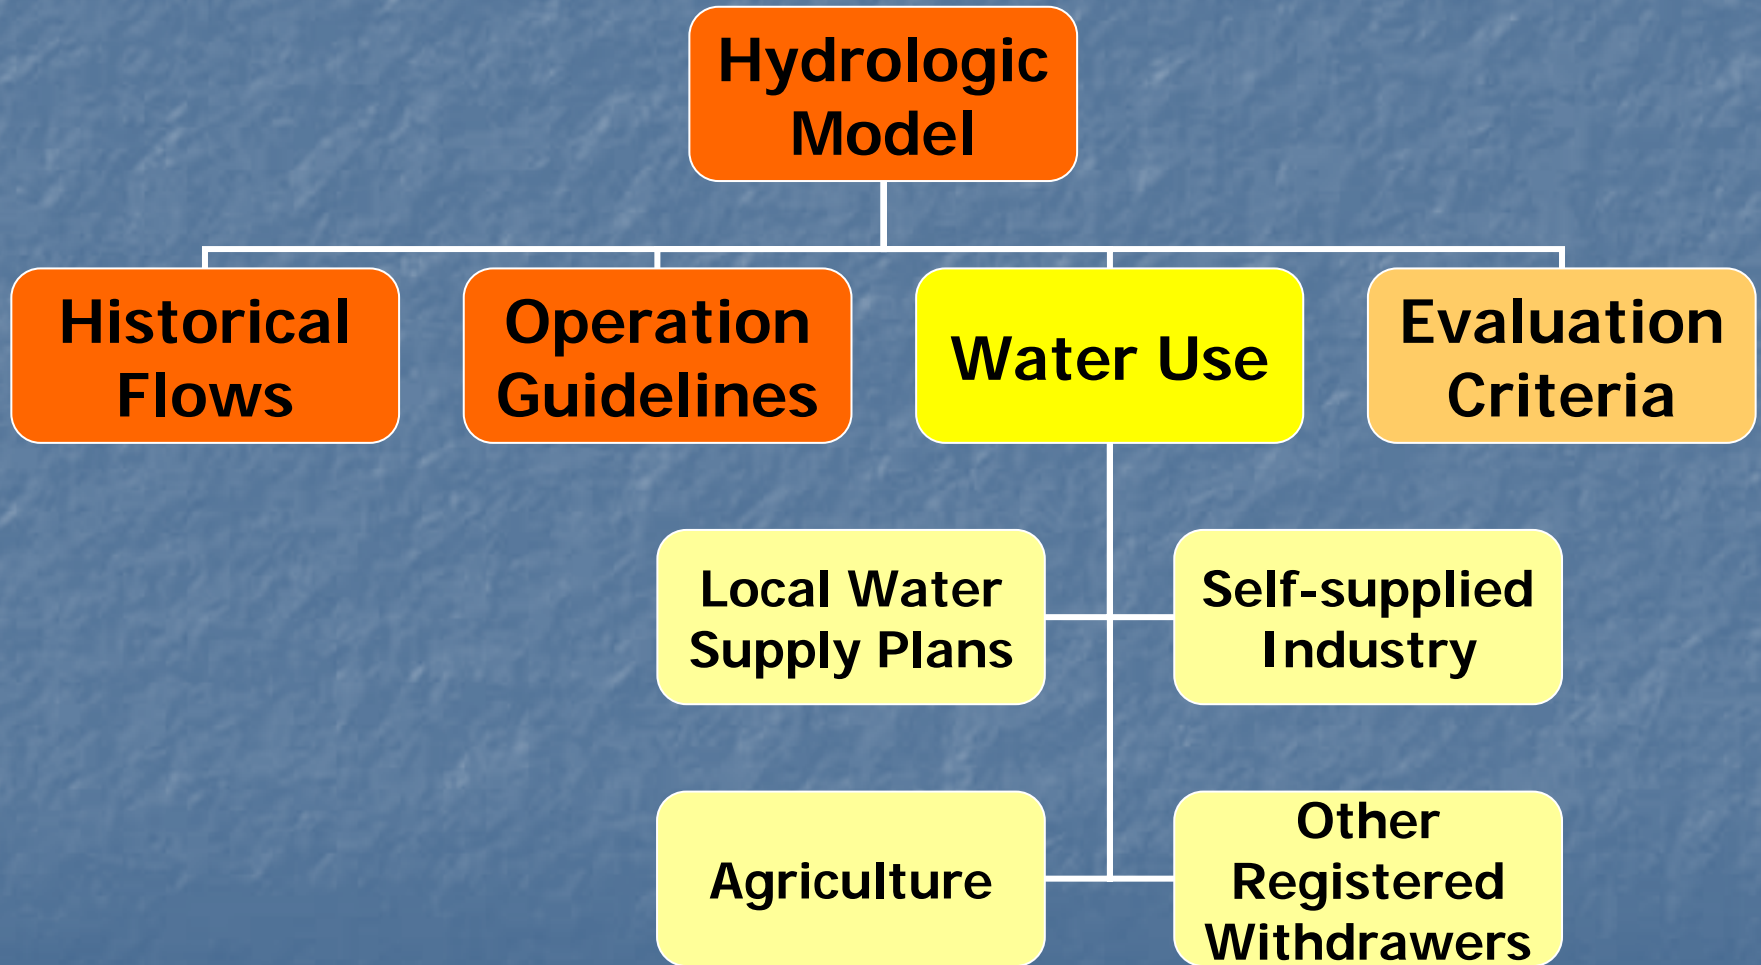 Hydrologic
Model
Historical
Flows
Operation
Guidelines
Water Use
Evaluation
Criteria
Local Water
Supply Plans
Self-supplied
Industry
Agriculture
Other
Registered
Withdrawers